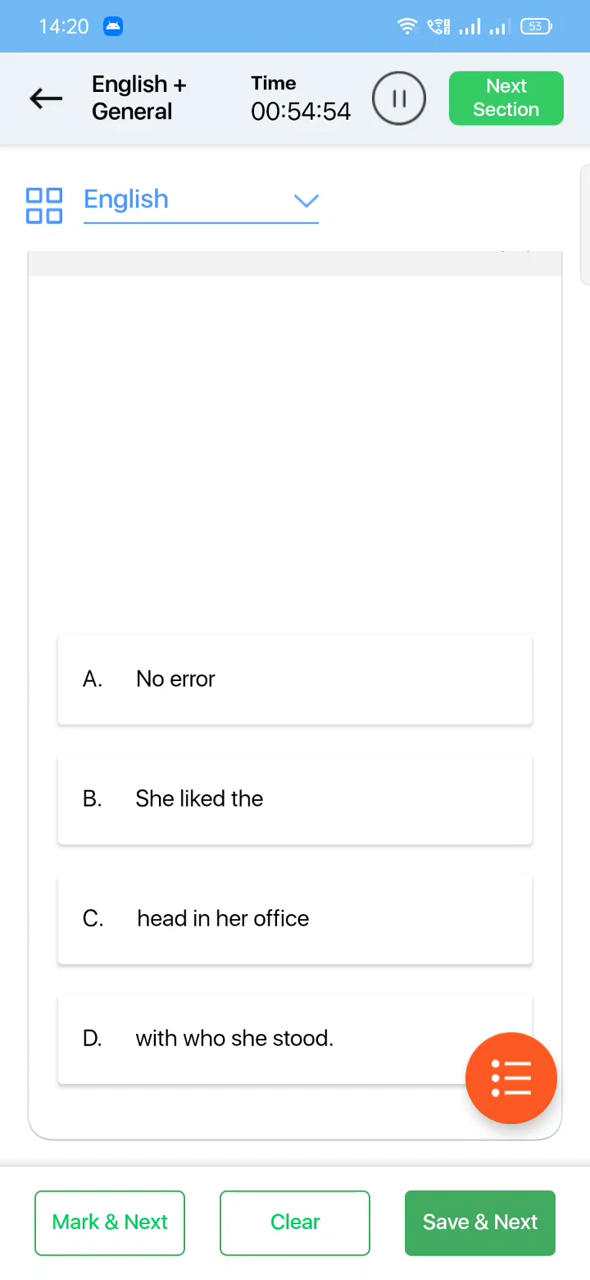 14:20
53
English +
General
Time
00:54:54
Next
Section
English
A. No error
B. She liked the
C. head in her office
D. with who she stood.
Mark & Next
Clear
Save & Next